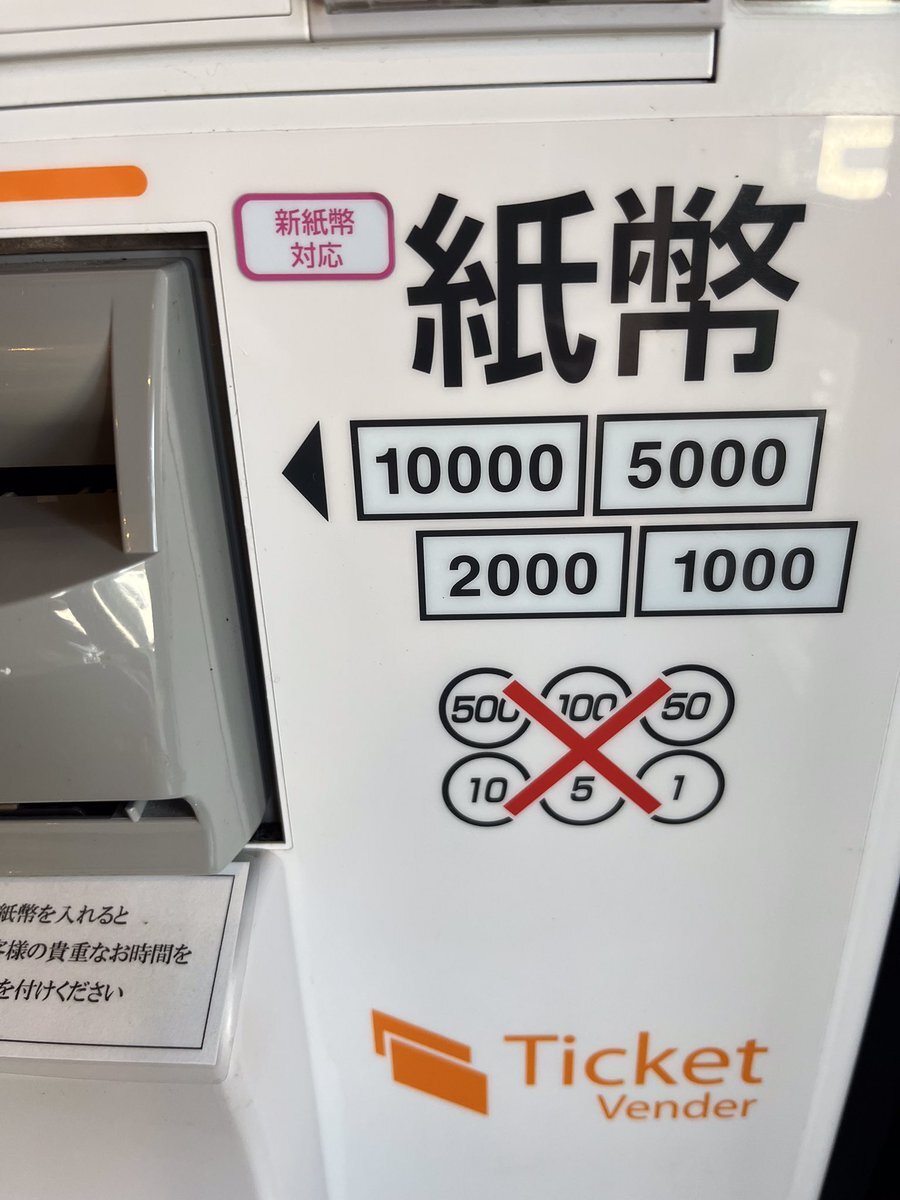 新紙幣
対応
紙幣
10000 5000
2000 1000
500 100 50
10 5 1
紙幣を入れると
様の貴重なお時間を
を付けください
Ticket
Vender